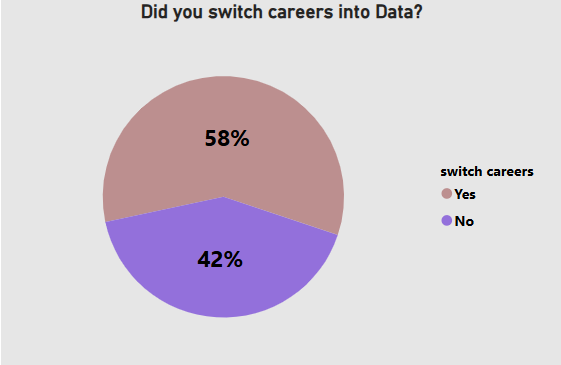 Did you switch careers into Data?
58%
switch careers
Yes
No
42%